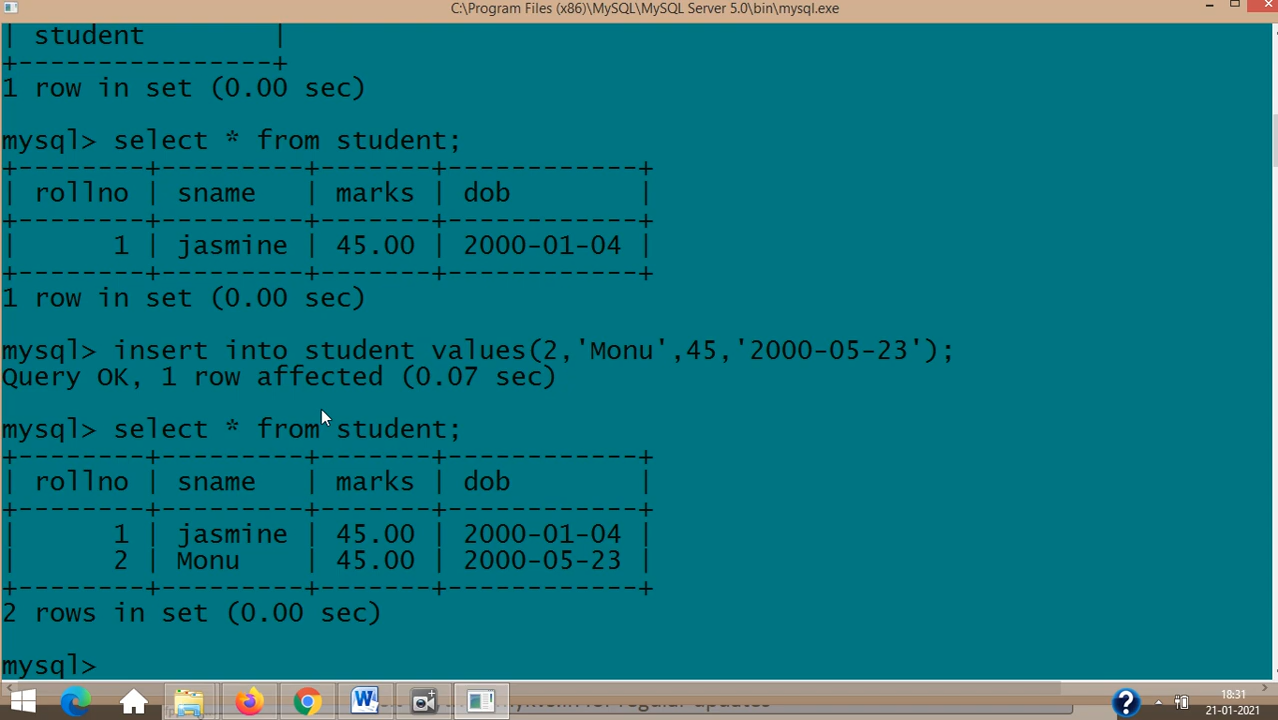 C:\Program Files (x86)\MySQL\MySQL Server 5.0\bin\mysql.exe
| student        |
+----------------+
1 row in set (0.00 sec)
mysql> select * from student;
+--------+---------+-------+------------+
| rollno | sname   | marks | dob        |
+--------+---------+-------+------------+
|      1 | jasmine | 45.00 | 2000-01-04 |
+--------+---------+-------+------------+
1 row in set (0.00 sec)
mysql> insert into student values(2,'Monu',45,'2000-05-23');
Query OK, 1 row affected (0.07 sec)
mysql> select * from student;
+--------+---------+-------+------------+
| rollno | sname   | marks | dob        |
+--------+---------+-------+------------+
|      1 | jasmine | 45.00 | 2000-01-04 |
|      2 | Monu    | 45.00 | 2000-05-23 |
+--------+---------+-------+------------+
2 rows in set (0.00 sec)
mysql>
for regular updates
18:31
21-01-2021